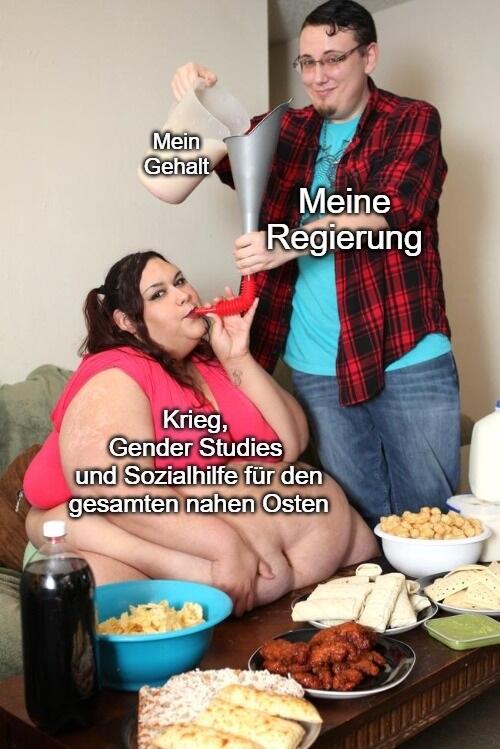 Mein
Gehalt
Meine
Regierung
Krieg,
Gender Studies
und Sozialhilfe für den
gesamten nahen Osten